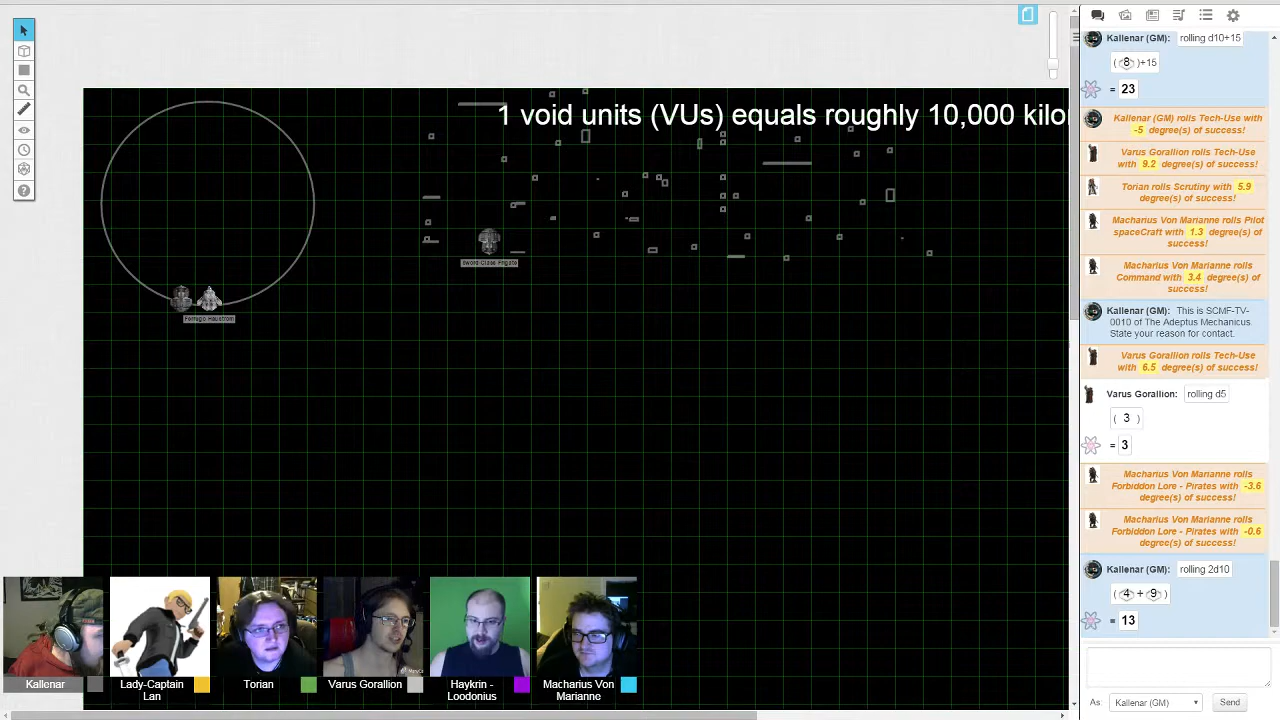 1 void units (VUs) equals roughly 10,000 kilo
Sword Class Frigate
Kallenar
Lady-Captain
Lan
Torian
Varus Gorallion
Haykrin -
Loodonius
Macharius Von
Marianne
Kallenar (GM): rolling d10+15
(8)+15
= 23
Kallenar (GM) rolls Tech-Use with
-5 degree(s) of success!
Varus Gorallion rolls Tech-Use
with 9.2 degree(s) of success!
Torian rolls Scrutiny with 5.9
degree(s) of success!
Macharius Von Marianne rolls Pilot
spaceCraft with 1.3 degree(s) of
success!
Macharius Von Marianne rolls
Command with 3.4 degree(s) of
success!
Kallenar (GM): This is SCMF-TV-
0010 of The Adeptus Mechanicus.
State your reason for contact.
Varus Gorallion rolls Tech-Use
with 6.5 degree(s) of success!
Varus Gorallion: rolling d5
( 3 )
= 3
Macharius Von Marianne rolls
Forbiddon Lore - Pirates with -3.6
degree(s) of success!
Macharius Von Marianne rolls
Forbiddon Lore - Pirates with -0.6
degree(s) of success!
Kallenar (GM): rolling 2d10
(4+9)
= 13
As: Kallenar (GM) Send